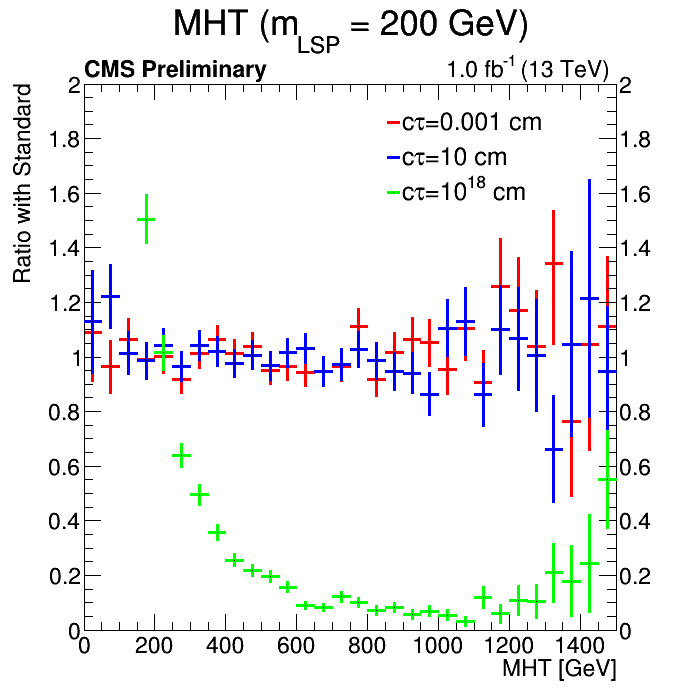 MHT (m_LSP = 200 GeV)
CMS Preliminary 1.0 fb⁻¹ (13 TeV)
Ratio with Standard
cτ=0.001 cm
cτ=10 cm
cτ=10¹⁸ cm
2 2
1.8 1.8
1.6 1.6
1.4 1.4
1.2 1.2
1 1
0.8 0.8
0.6 0.6
0.4 0.4
0.2 0.2
0 0
0 200 400 600 800 1000 1200 1400
MHT [GeV]